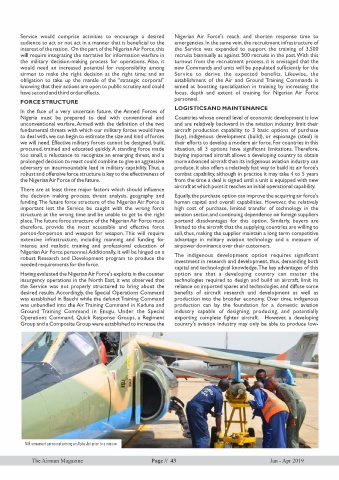 Service would comprise activities to encourage a desired
audience to act or not act in a manner that is beneficial to the
interest of the nation. On the part of the Nigerian Air Force, this
will require integrating the narrative for information warfare in
the military decision-making process for operations. Also, it
would need an increased potential for responsibility among
airman to make the right decision at the right time; and an
obligation to take up the morale of the "strategic corporal"
knowing that their actions are open to public scrutiny and could
have second and third order effects.
FORCE STRUCTURE
In the flux of a very uncertain future, the Armed Forces of
Nigeria must be prepared to deal with conventional and
unconventional warfare. Armed with the definition of the two
fundamental threats with which our military forces would have
to deal with, we can begin to estimate the size and kind of forces
we will need. Effective military forces cannot be designed, built,
procured, trained and educated quickly. A standing force made
too small, a reluctance to recognize an emerging threat, and a
prolonged decision to react could combine to give an aggressive
adversary an insurmountable lead in military capability. Thus, a
robust and offensive force structure is key to the effectiveness of
the Nigerian Air Force of the future.
There are at least three major factors which should influence
the decision making process; threat analysis, geography and
funding. The future force structure of the Nigerian Air Force is
important lest the Service be caught with the wrong force
structure at the wrong time and be unable to get to the right
place. The future force structure of the Nigerian Air Force must
therefore, provide the most accessible and effective force
person-for-person and weapon for weapon. This will require
extensive infrastructure, including manning and funding for
intense and realistic training and professional education of
Nigerian Air Force personnel. Additionally, it will be hinged on a
robust Research and Development program to produce the
needed requirements for the force.
Having evaluated the Nigerian Air Force's exploits in the counter
insurgency operations in the North East, it was observed that
the Service was not properly structured to bring about the
desired results. Accordingly, the Special Operations Command
was established in Bauchi while the defunct Training Command
was unbundled into the Air Training Command in Kaduna and
Ground Training Command in Enugu. Under the Special
Operations Command, Quick Response Groups, a Regiment
Group and a Composite Group were established to increase the
Nigerian Air Force's reach, and shorten response time to
emergencies. In the same vein, the recruitment infrastructure of
the Service was expanded to support the training of 3,500
recruits biannually as against 500 recruits in the past. With this
turnout from the recruitment process, it is envisaged that the
new Commands and units will be populated sufficiently for the
Service to derive the expected benefits. Likewise, the
establishment of the Air and Ground Training Commands is
aimed at boosting specialization in training by increasing the
focus, depth and extent of training for Nigerian Air Force
personnel.
LOGISTICS AND MAINTENANCE
Countries whose overall level of economic development is low
and are relatively backward in the aviation industry limit their
aircraft production capability to 3 basic options of purchase
(buy), indigenous development (build), or espionage (steal) in
their efforts to develop a modern air force. For countries in this
situation, all 3 options have significant limitations. Therefore,
buying imported aircraft allows a developing country to obtain
more advanced aircraft than its indigenous aviation industry can
produce. It also offers a relatively fast way to build its air force's
combat capability, although in practice it may take 4 to 5 years
from the time a deal is signed until a unit is equipped with new
aircraft at which point it reaches an initial operational capability.
Equally, the purchase option can improve the acquiring air force's
human capital and overall capabilities. However, the relatively
high cost of purchase, limited transfer of technology in the
aviation sector, and continuing dependence on foreign suppliers
portend disadvantages for this option. Similarly, buyers are
limited to the aircraft that the supplying countries are willing to
sell, thus, making the supplier maintain a long term competitive
advantage in military aviation technology and a measure of
airpower dominance over their customers.
The indigenous development option requires significant
investment in research and development, thus, demanding both
capital and technological knowledge. The key advantages of this
option are that a developing country can master the
technologies required to design and build an aircraft, limit its
reliance on imported spares and technologies, and diffuse some
benefits of aircraft research and development as well as
production into the broader economy. Over time, indigenous
production can lay the foundation for a domestic aviation
industry capable of designing, producing, and potentially
exporting complete fighter aircraft. However, a developing
country's aviation industry may only be able to produce low-
NAF armament personnel arming an Alpha Jet prior to a mission
The Airman Magazine Page // 45 Jan - Apr 2019